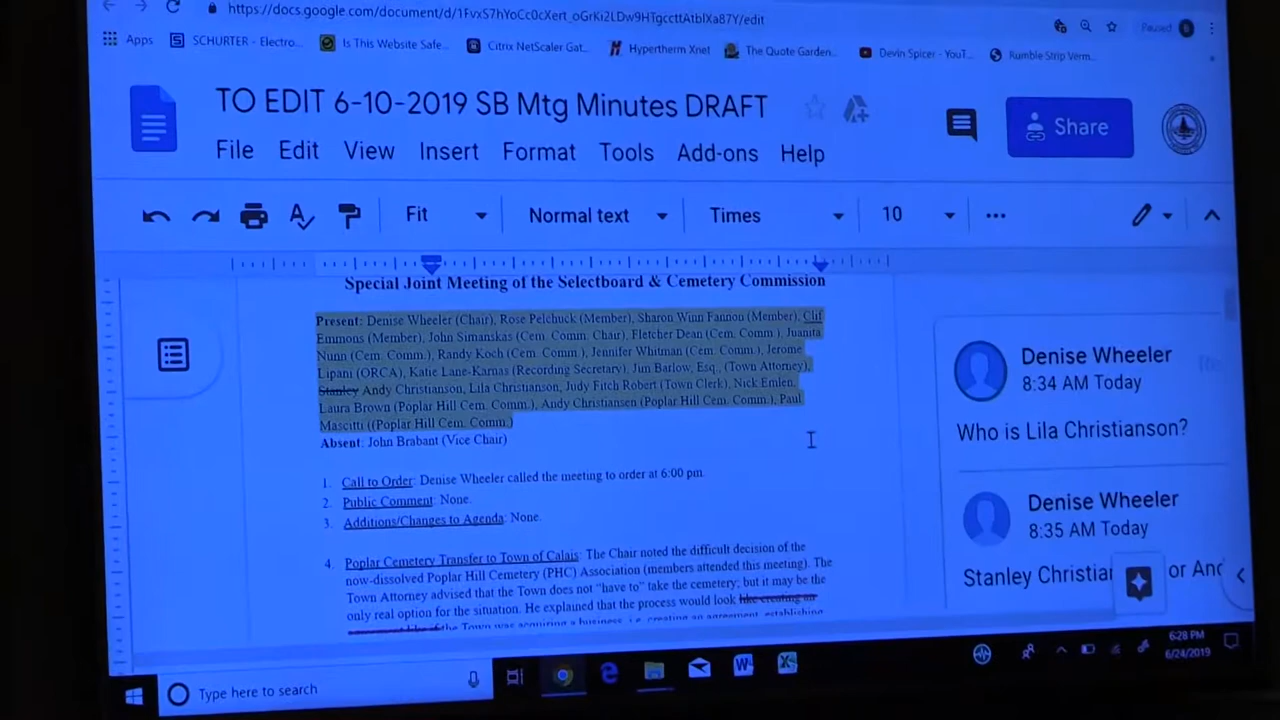 https://docs.google.com/document/d/1FvxS7hYoCc0cXert_oGrKi2LDw9HTgccttAtblXa87Y/edit
Paused
Apps SCHURTER - Electro... Is This Website Safe... Citrix NetScaler Gat... Hypertherm Xnet The Quote Garden... Devin Spicer - YouT... Rumble Strip Verm...
TO EDIT 6-10-2019 SB Mtg Minutes DRAFT
Share
File Edit View Insert Format Tools Add-ons Help
Fit Normal text Times 10
Special Joint Meeting of the Selectboard & Cemetery Commission
Present: Denise Wheeler (Chair), Rose Pelchuck (Member), Sharon Winn Fannon (Member), Clif
Emmons (Member), John Simanskas (Cem. Comm. Chair), Fletcher Dean (Cem. Comm.), Juanita
Nunn (Cem. Comm.), Randy Koch (Cem. Comm.), Jennifer Whitman (Cem. Comm.), Jerome
Lipani (ORCA), Katie Lane-Karnas (Recording Secretary), Jim Barlow, Esq., (Town Attorney),
Stanley Andy Christianson, Lila Christianson, Judy Fitch Robert (Town Clerk), Nick Emlen,
Laura Brown (Poplar Hill Cem. Comm.), Andy Christiansen (Poplar Hill Cem. Comm.), Paul
Mascitti ((Poplar Hill Cem. Comm.)
Absent: John Brabant (Vice Chair)
1. Call to Order: Denise Wheeler called the meeting to order at 6:00 pm.
2. Public Comment: None.
3. Additions/Changes to Agenda: None.
4. Poplar Cemetery Transfer to Town of Calais: The Chair noted the difficult decision of the
now-dissolved Poplar Hill Cemetery (PHC) Association (members attended this meeting). The
Town Attorney advised that the Town does not "have to" take the cemetery; but it may be the
only real option for the situation. He explained that the process would look like creating an
the Town was acquiring a business, i.e. creating an agreement, establishing
Denise Wheeler
8:34 AM Today
Who is Lila Christianson?
Denise Wheeler
8:35 AM Today
Stanley Christia or And
Type here to search
6:28 PM
6/24/2019